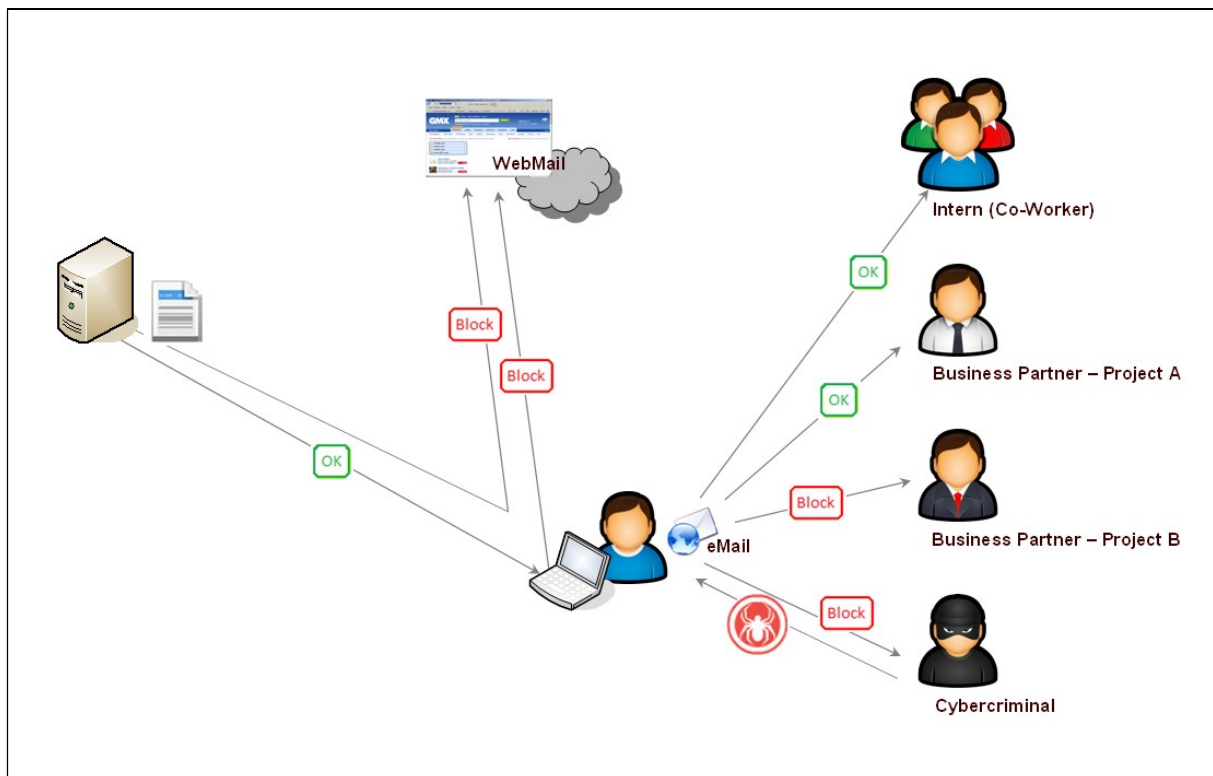 GMX
WebMail
Intern (Co-Worker)
OK
Business Partner – Project A
Block
Block
OK
OK
Business Partner – Project B
Block
eMail
Block
Cybercriminal